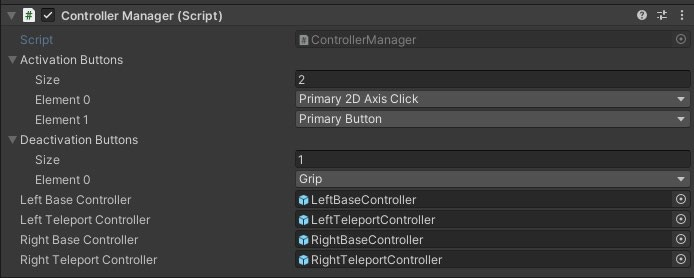 Controller Manager (Script)
Script ControllerManager
Activation Buttons
Size 2
Element 0 Primary 2D Axis Click
Element 1 Primary Button
Deactivation Buttons
Size 1
Element 0 Grip
Left Base Controller LeftBaseController
Left Teleport Controller LeftTeleportController
Right Base Controller RightBaseController
Right Teleport Controller RightTeleportController